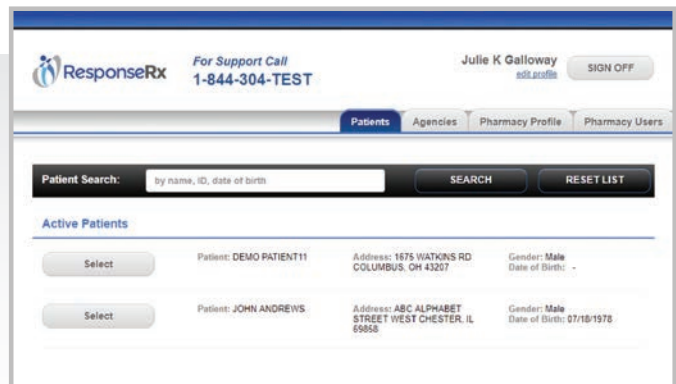 ResponseRx
For Support Call
1-844-304-TEST
Julie K Galloway
edit profile
SIGN OFF
Patients
Agencies
Pharmacy Profile
Pharmacy Users
Patient Search:
by name, ID, date of birth
SEARCH
RESET LIST
Active Patients
Select
Patient: DEMO PATIENT11
Address: 1675 WATKINS RD
COLUMBUS, OH 43207
Gender: Male
Date of Birth: -
Select
Patient: JOHN ANDREWS
Address: ABC ALPHABET
STREET WEST CHESTER, IL
69858
Gender: Male
Date of Birth: 07/18/1978